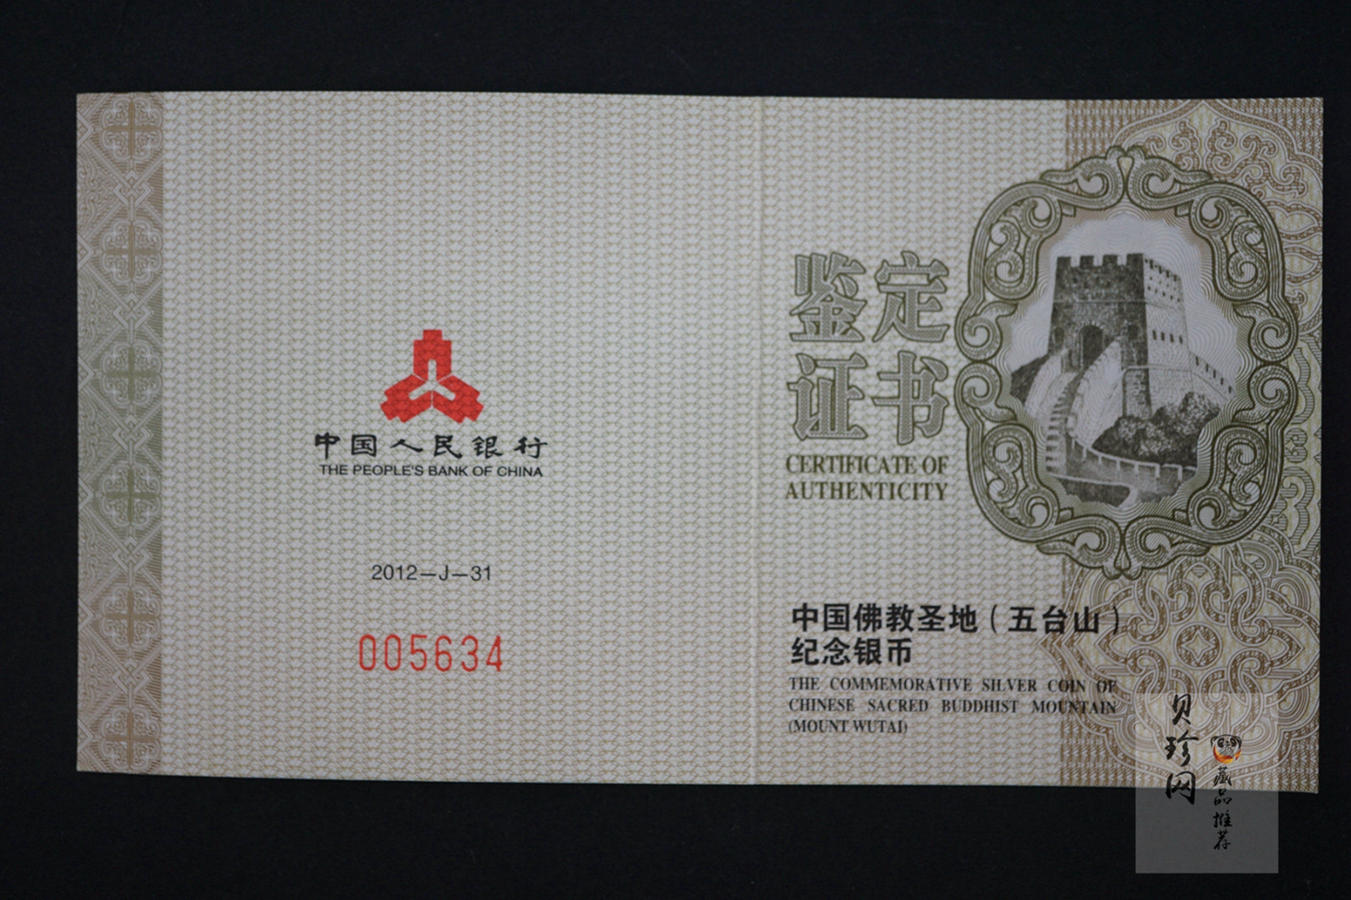 中国人民银行
THE PEOPLE'S BANK OF CHINA
2012—J—31
005634
鉴定
证书
CERTIFICATE OF
AUTHENTICITY
中国佛教圣地（五台山）
纪念银币
THE COMMEMORATIVE SILVER COIN OF
CHINESE SACRED BUDDHIST MOUNTAIN
(MOUNT WUTAI)
贝珍网
藏品推荐